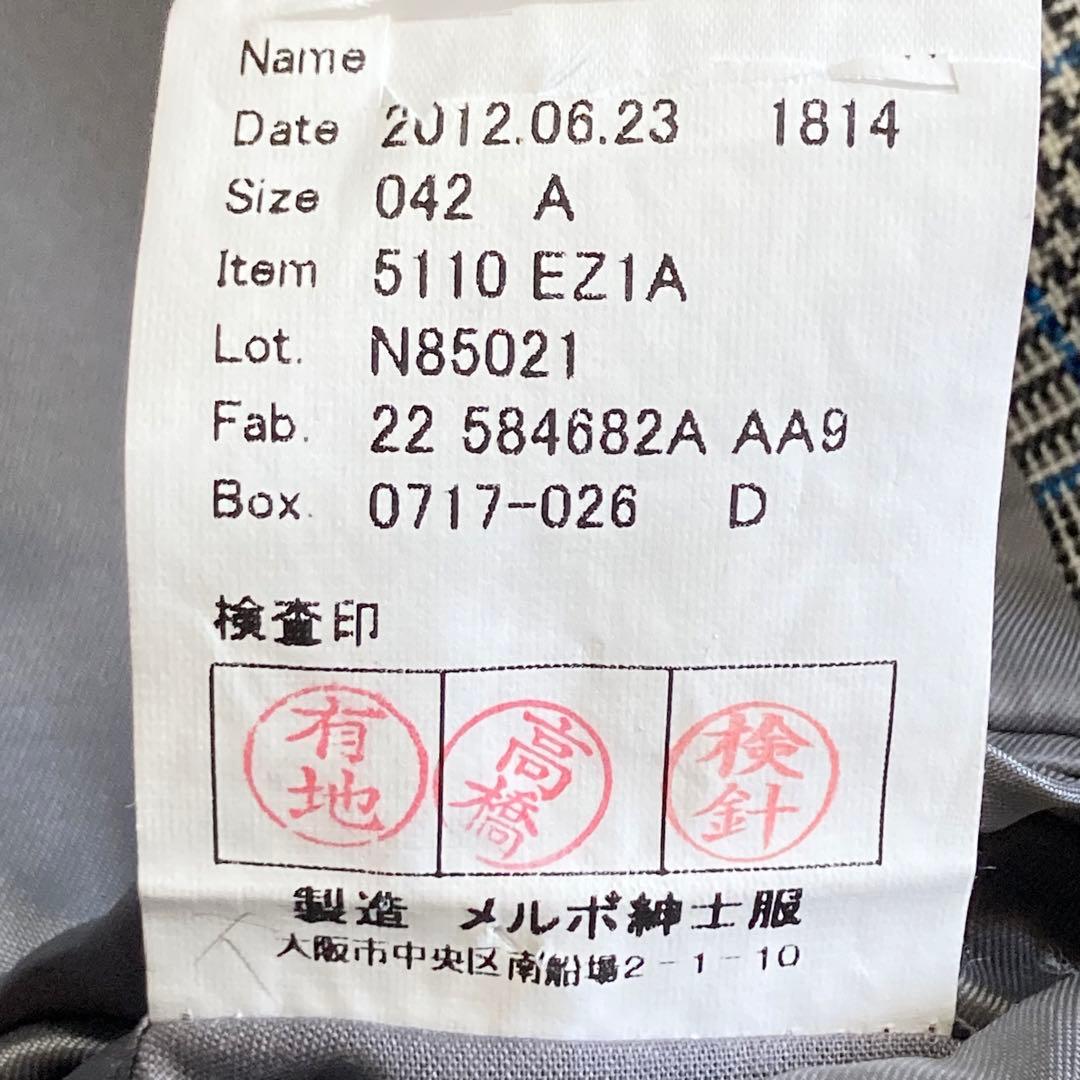 Name
Date 2012.06.23 1814
Size 042 A
Item 5110 EZ1A
Lot. N85021
Fab. 22 584682A AA9
Box. 0717-026 D
検査印
有地
高橋
検針
製造 メルボ紳士服
大阪市中央区南船場2-1-10